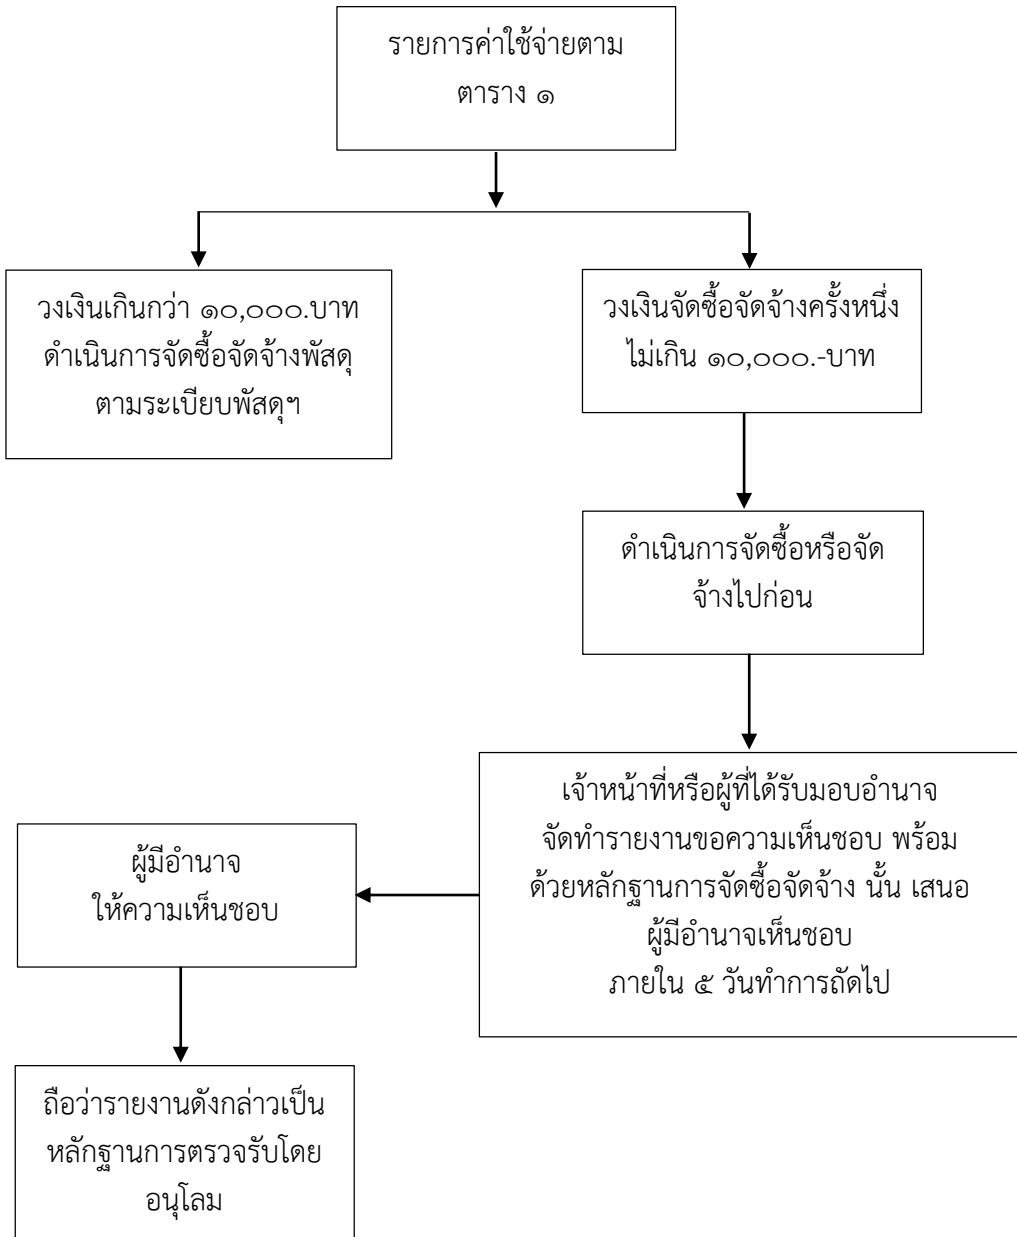 รายการค่าใช้จ่ายตาม
ตาราง ๑
วงเงินเกินกว่า ๑๐,๐๐๐.บาท
ดำเนินการจัดซื้อจัดจ้างพัสดุ
ตามระเบียบพัสดุฯ
วงเงินจัดซื้อจัดจ้างครั้งหนึ่ง
ไม่เกิน ๑๐,๐๐๐.-บาท
ดำเนินการจัดซื้อหรือจัด
จ้างไปก่อน
เจ้าหน้าที่หรือผู้ที่ได้รับมอบอำนาจ
จัดทำรายงานขอความเห็นชอบ พร้อม
ด้วยหลักฐานการจัดซื้อจัดจ้าง นั้น เสนอ
ผู้มีอำนาจเห็นชอบ
ภายใน ๕ วันทำการถัดไป
ผู้มีอำนาจ
ให้ความเห็นชอบ
ถือว่ารายงานดังกล่าวเป็น
หลักฐานการตรวจรับโดย
อนุโลม